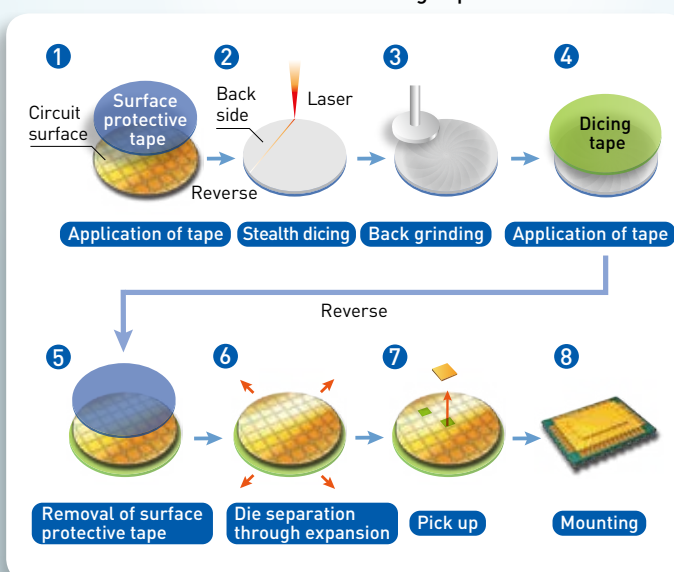 1
2
3
4
Circuit
surface
Surface
protective
tape
Back
side
Laser
Dicing
tape
Reverse
Application of tape
Stealth dicing
Back grinding
Application of tape
Reverse
5
6
7
8
Removal of surface
protective tape
Die separation
through expansion
Pick up
Mounting